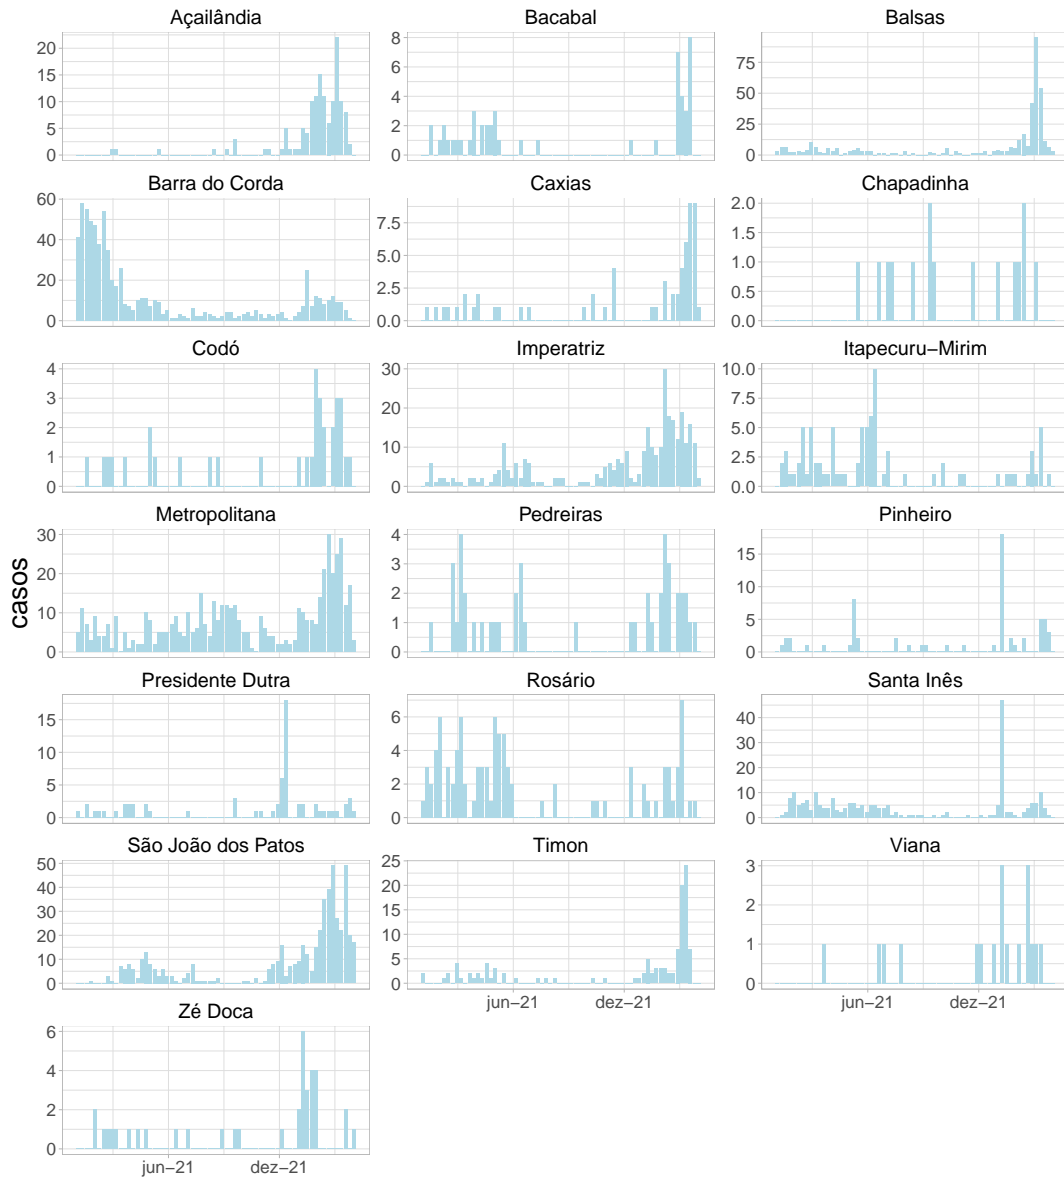 Açailândia Bacabal Balsas
20 8 75
15 6 50
10 4 25
5 2
0 0 0
Barra do Corda Caxias Chapadinha
60 7.5 2.0
40 5.0 1.5
20 2.5 1.0
0 0.0 0.5
0.0
Codó Imperatriz Itapecuru−Mirim
4 30 10.0
3 20 7.5
2 10 5.0
1 0 2.5
0 0.0
Metropolitana Pedreiras Pinheiro
30 4 15
20 3 10
10 2 5
0 1 0
0
casos
Presidente Dutra Rosário Santa Inês
15 6 40
10 4 30
5 2 20
0 0 10
0
São João dos Patos Timon Viana
50 25 3
40 20 2
30 15 1
20 10 0
10 5
0 0
jun−21 dez−21 jun−21 dez−21
Zé Doca
6
4
2
0
jun−21 dez−21